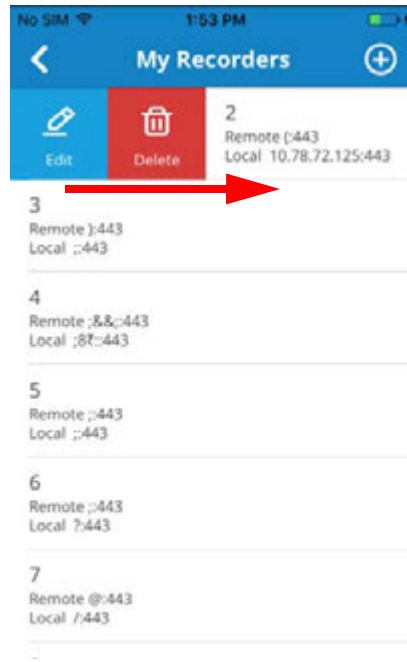 No SIM 1:53 PM
My Recorders
Edit
Delete
2
Remote (:443
Local 10.78.72.125:443
3
Remote ):443
Local ;:443
4
Remote ;&&;:443
Local ;8₹::443
5
Remote ;:443
Local ;:443
6
Remote ;:443
Local ?:443
7
Remote @:443
Local /:443